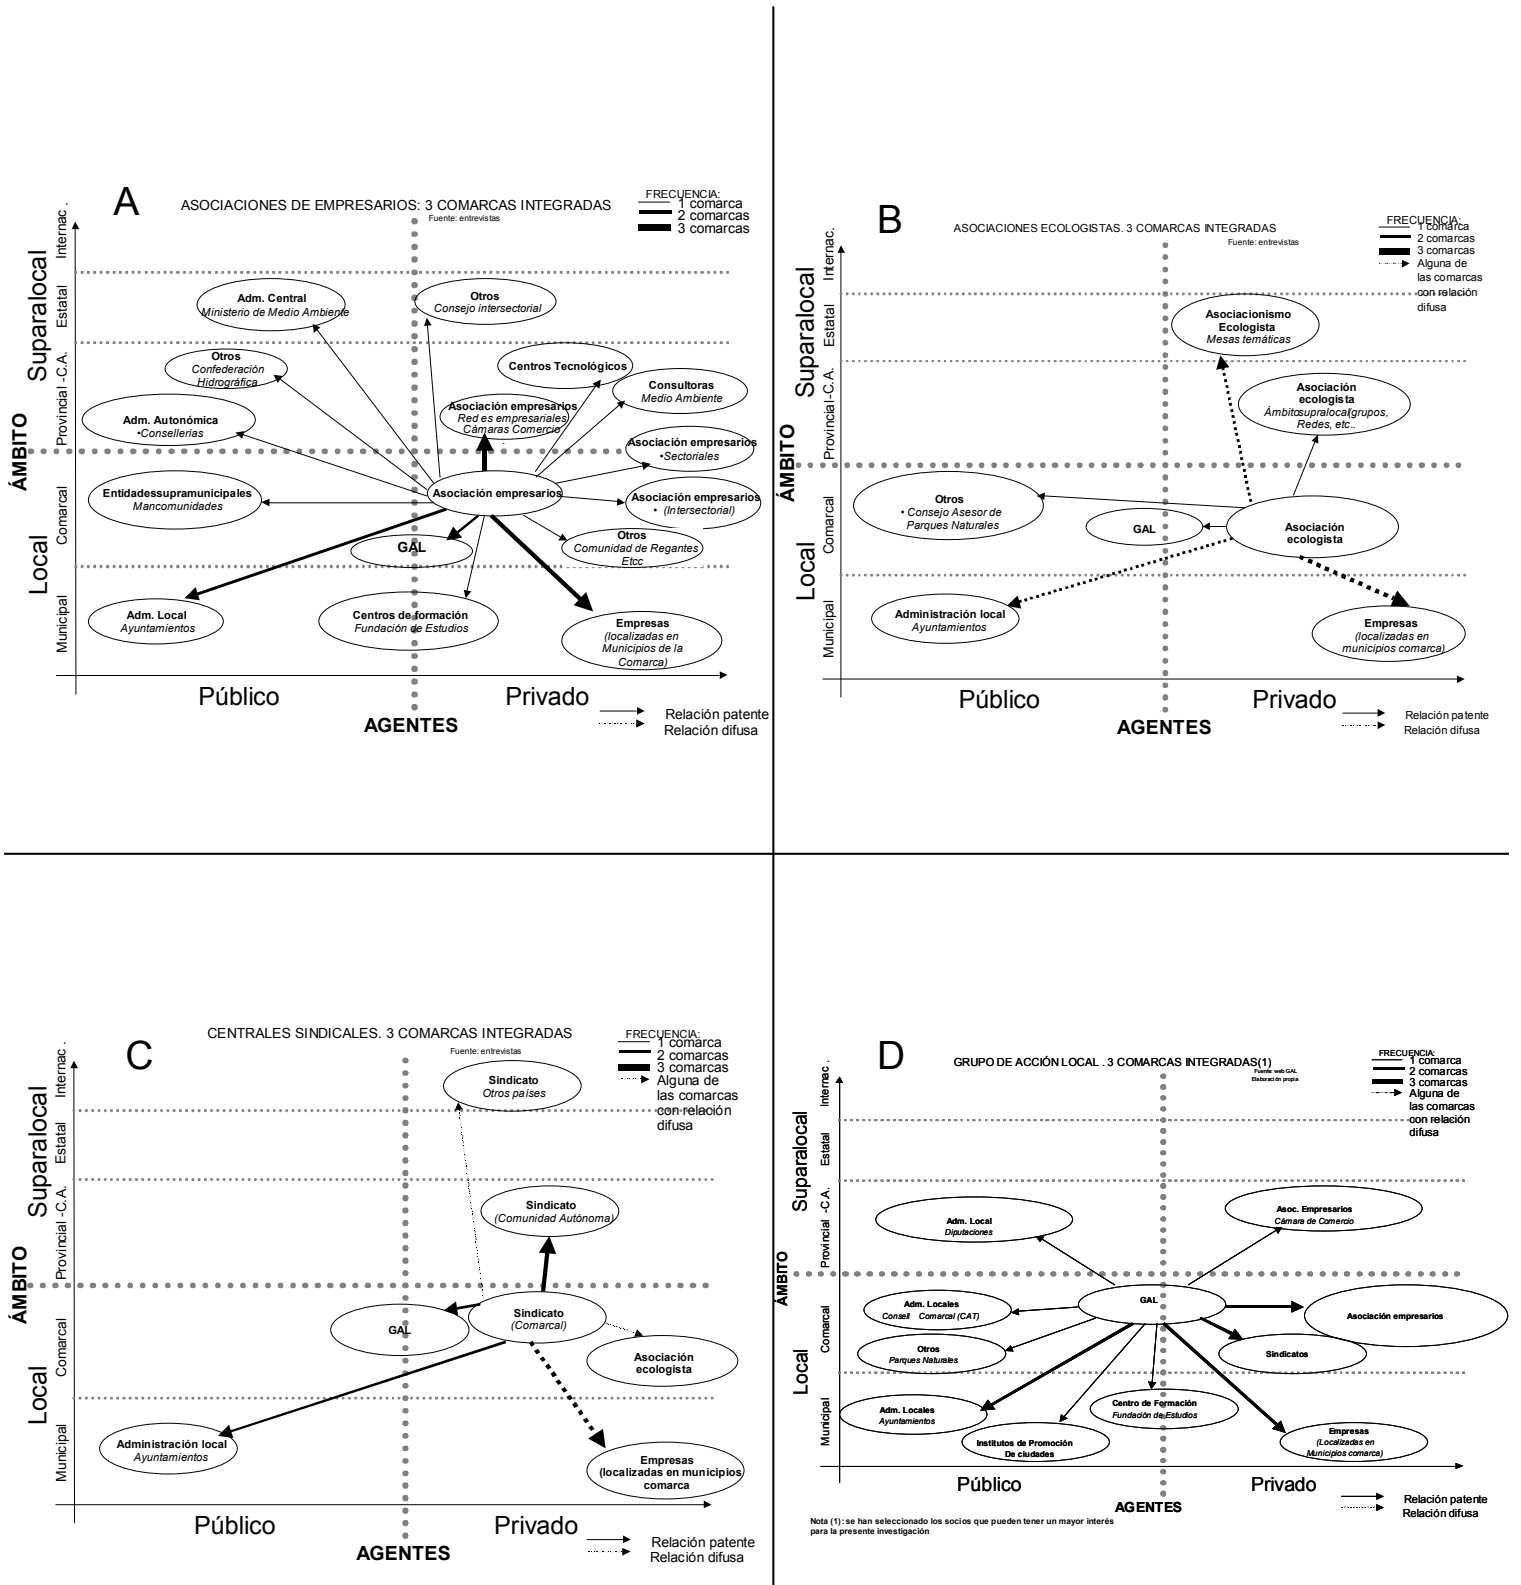 A
ASOCIACIONES DE EMPRESARIOS: 3 COMARCAS INTEGRADAS
Fuente: entrevistas
FRECUENCIA:
1 comarca
2 comarcas
3 comarcas
ÁMBITO
Suparalocal
Local
Internac .
Estatal
Provincial -C.A.
Comarcal
Municipal
Adm. Central
Ministerio de Medio Ambiente
Otros
Consejo intersectorial
Otros
Confederación
Hidrográfica
Centros Tecnológicos
Consultoras
Medio Ambiente
Adm. Autonómica
•Consellerías
Asociación empresarios
Red es empresariales
Cámaras Comercio
Asociación empresarios
•Sectoriales
Entidadessupramunicipales
Mancomunidades
Asociación empresarios
Asociación empresarios
• (Intersectorial)
GAL
Otros
Comunidad de Regantes
Etcc
Adm. Local
Ayuntamientos
Centros de formación
Fundación de Estudios
Empresas
(localizadas en
Municipios de la
Comarca)
Público
Privado
AGENTES
Relación patente
Relación difusa
B
ASOCIACIONES ECOLOGISTAS. 3 COMARCAS INTEGRADAS
Fuente: entrevistas
FRECUENCIA:
1 comarca
2 comarcas
3 comarcas
Alguna de
las comarcas
con relación
difusa
ÁMBITO
Suparalocal
Local
Internac.
Estatal
Provincial-C.A.
Comarcal
Municipal
Asociacionismo
Ecologista
Mesas temáticas
Asociación
ecologista
Ámbitosupralocal(grupos,
Redes, etc..
Otros
• Consejo Asesor de
Parques Naturales
GAL
Asociación
ecologista
Administración local
Ayuntamientos
Empresas
(localizadas en
municipios comarca)
Público
Privado
AGENTES
Relación patente
Relación difusa
C
CENTRALES SINDICALES. 3 COMARCAS INTEGRADAS
Fuente: entrevistas
FRECUENCIA:
1 comarca
2 comarcas
3 comarcas
Alguna de
las comarcas
con relación
difusa
ÁMBITO
Suparalocal
Local
Internac .
Estatal
Provincial -C.A.
Comarcal
Municipal
Sindicato
Otros países
Sindicato
(Comunidad Autónoma)
GAL
Sindicato
(Comarcal)
Asociación
ecologista
Administración local
Ayuntamientos
Empresas
(localizadas en municipios
comarca
Público
Privado
AGENTES
Relación patente
Relación difusa
D
GRUPO DE ACCIÓN LOCAL . 3 COMARCAS INTEGRADAS(1)
Fuente: web GAL
Elaboración propia
FRECUENCIA:
1 comarca
2 comarcas
3 comarcas
Alguna de
las comarcas
con relación
difusa
ÁMBITO
Suparalocal
Local
Internac .
Estatal
Provincial -C.A.
Comarcal
Municipal
Adm. Local
Diputaciones
Asoc. Empresarios
Cámara de Comercio
Adm. Locales
Consell Comarcal (CAT)
GAL
Asociación empresarios
Otros
Parques Naturales
Sindicatos
Adm. Locales
Ayuntamientos
Centro de Formación
Fundación de Estudios
Institutos de Promoción
De ciudades
Empresas
(Localizadas en
Municipios comarca)
Público
Privado
AGENTES
Relación patente
Relación difusa
Nota (1): se han seleccionado los socios que pueden tener un mayor interés
para la presente investigación